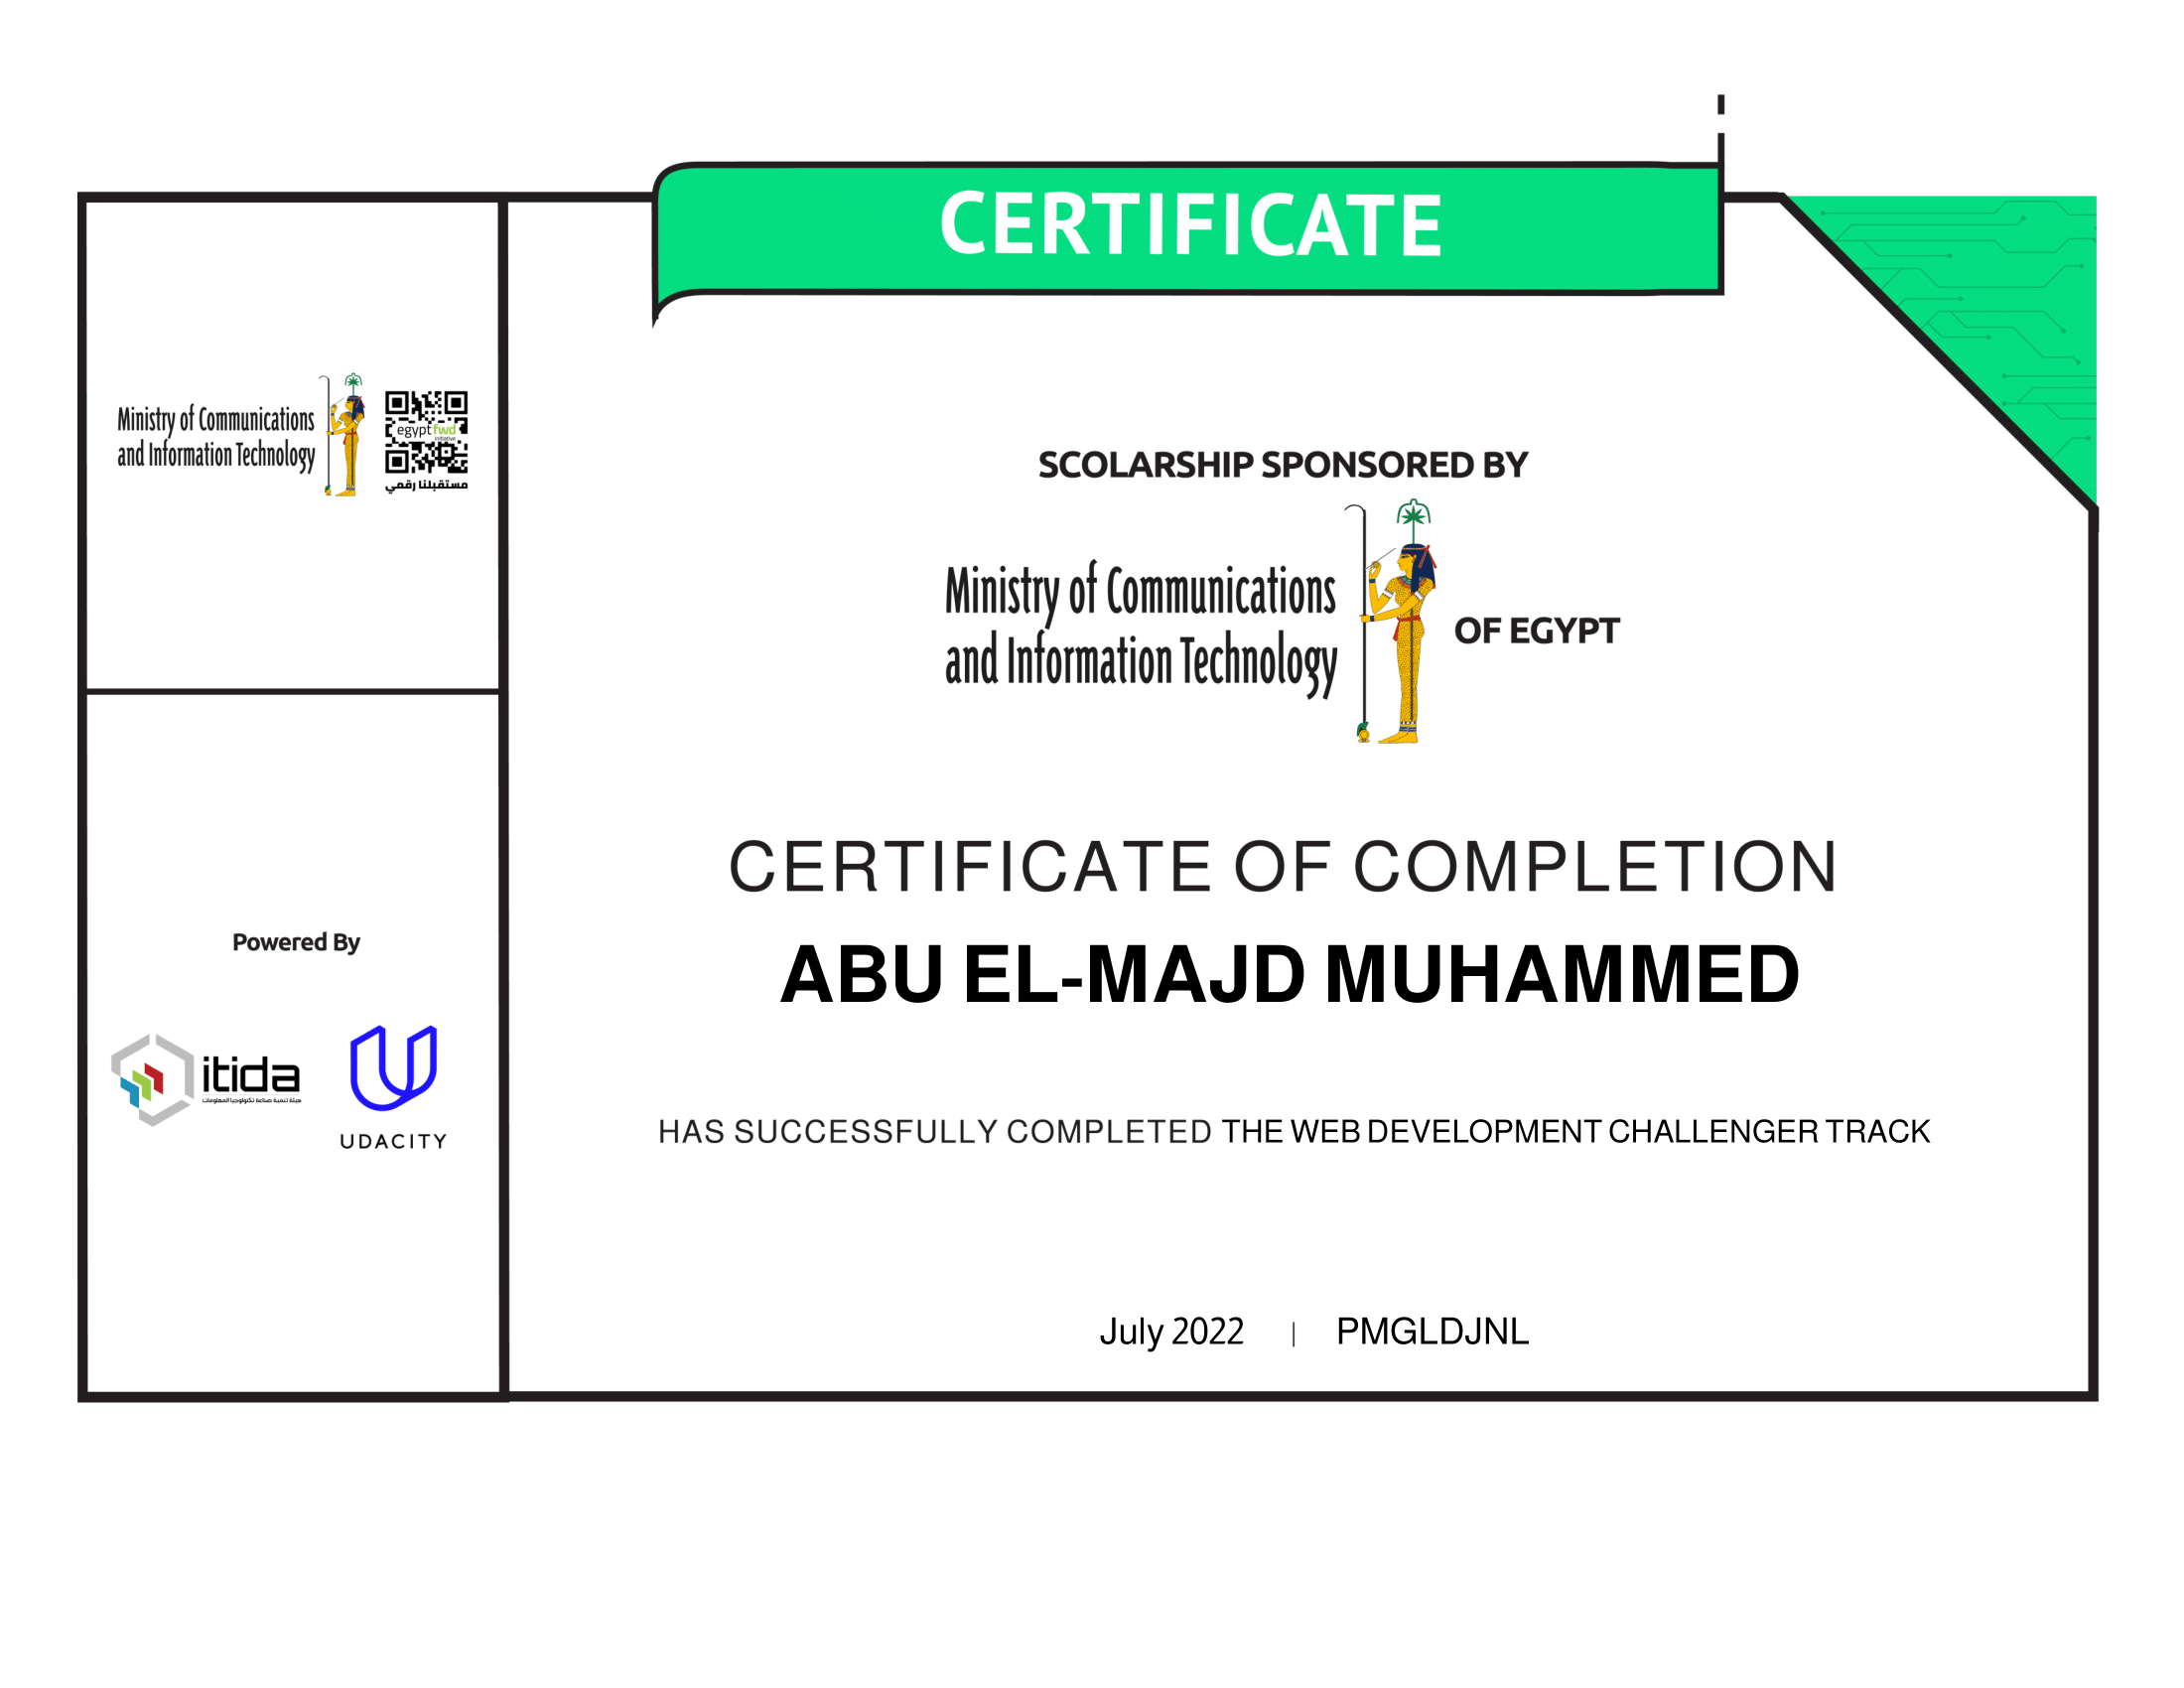 CERTIFICATE
Ministry of Communications
and Information Technology
egyptfwd
initiative
مستقبلنا رقمي
SCOLARSHIP SPONSORED BY
Ministry of Communications
and Information Technology
OF EGYPT
CERTIFICATE OF COMPLETION
ABU EL-MAJD MUHAMMED
HAS SUCCESSFULLY COMPLETED THE WEB DEVELOPMENT CHALLENGER TRACK
July 2022 | PMGLDJNL
Powered By
itida
هيئة تنمية صناعة تكنولوجيا المعلومات
UDACITY